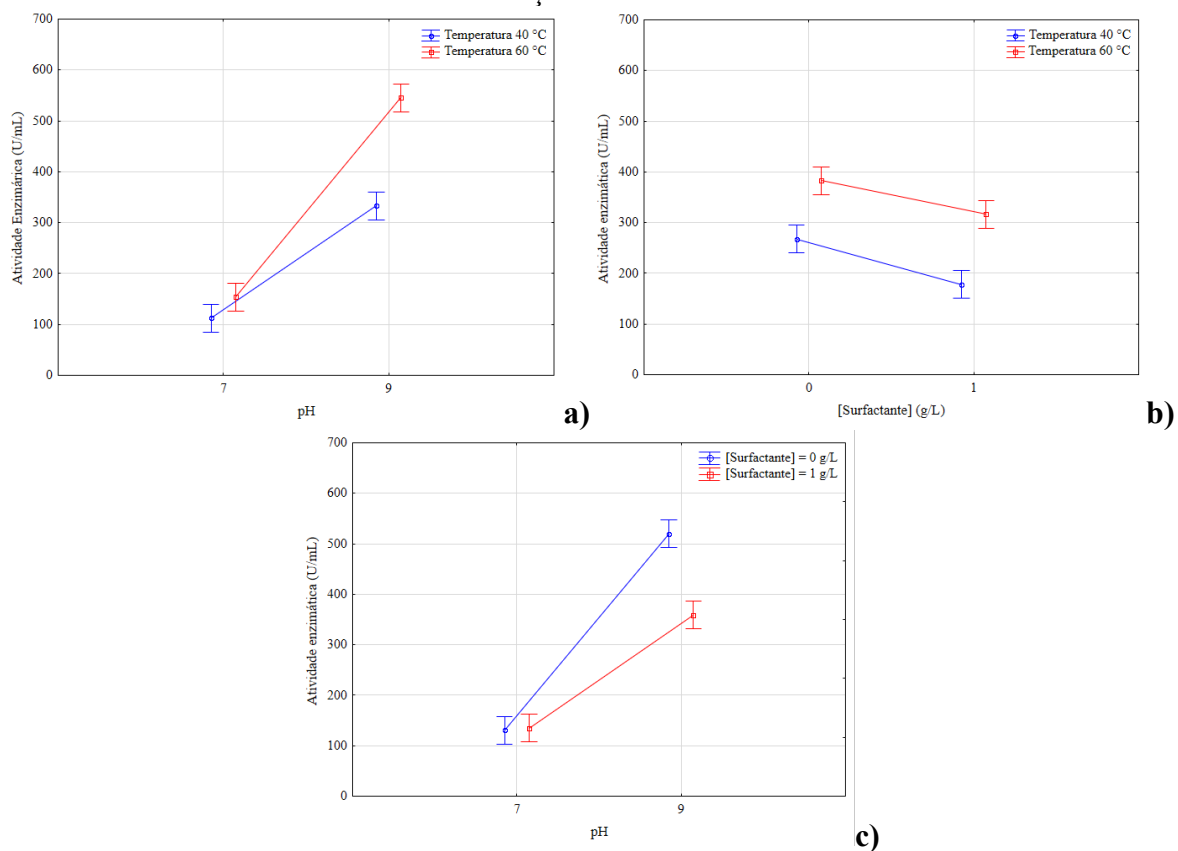 700
600
500
400
300
200
100
0
Atividade Enzimárica (U/mL)
Temperatura 40 °C
Temperatura 60 °C
7
9
pH
a)
700
600
500
400
300
200
100
0
Atividade enzimática (U/mL)
Temperatura 40 °C
Temperatura 60 °C
0
1
[Surfactante] (g/L)
b)
700
600
500
400
300
200
100
0
Atividade enzimática (U/mL)
[Surfactante] = 0 g/L
[Surfactante] = 1 g/L
7
9
pH
c)